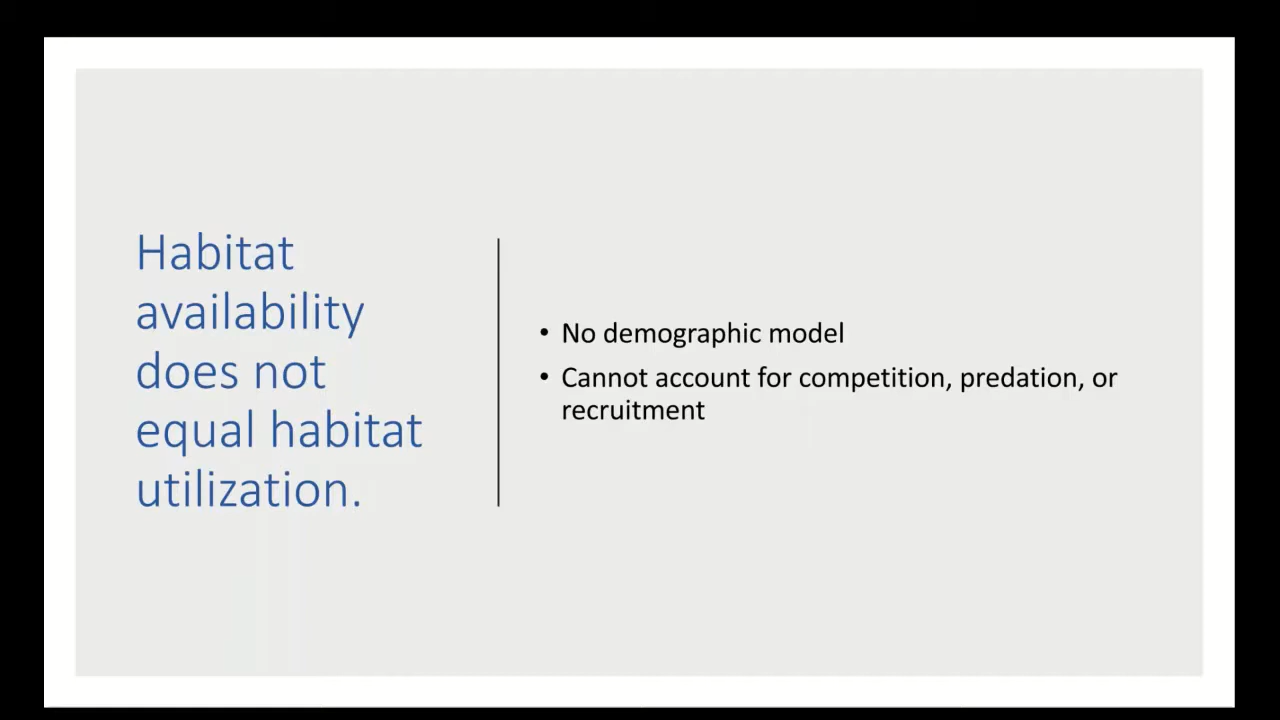 Habitat
availability
does not
equal habitat
utilization.
• No demographic model
• Cannot account for competition, predation, or
recruitment